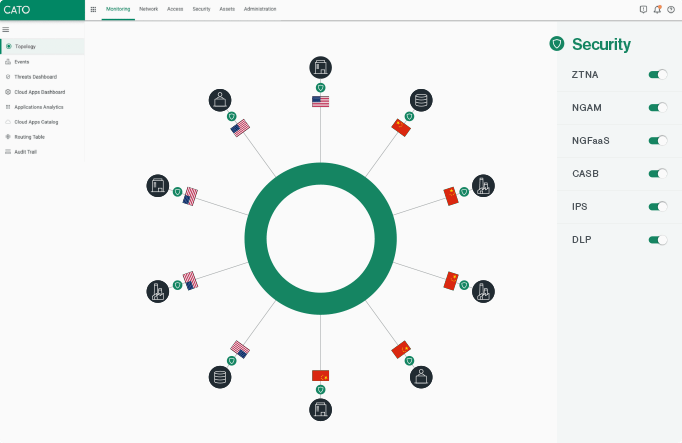 CATO
Monitoring Network Access Security Assets Administration
Topology
Events
Threats Dashboard
Cloud Apps Dashboard
Applications Analytics
Cloud Apps Catalog
Routing Table
Audit Trail
Security
ZTNA
NGAM
NGFaaS
CASB
IPS
DLP